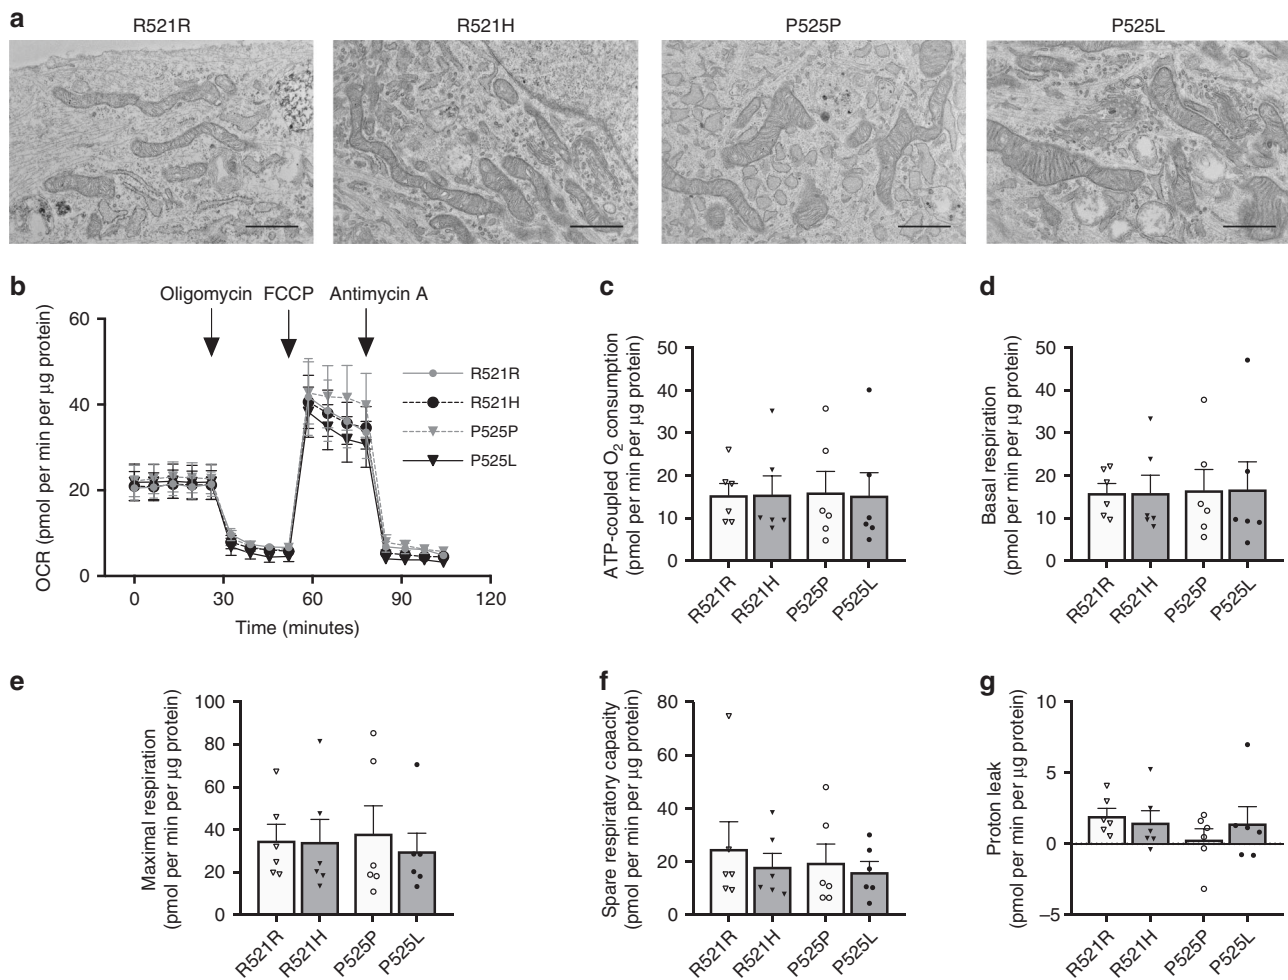 a
R521R R521H P525P P525L
b
Oligomycin FCCP Antimycin A
OCR (pmol per min per μg protein)
60
40
20
0
0 30 60 90 120
Time (minutes)
R521R
R521H
P525P
P525L
c
ATP-coupled O₂ consumption
(pmol per min per μg protein)
50
40
30
20
10
0
R521R R521H P525P P525L
d
Basal respiration
(pmol per min per μg protein)
50
40
30
20
10
0
R521R R521H P525P P525L
e
Maximal respiration
(pmol per min per μg protein)
100
80
60
40
20
0
R521R R521H P525P P525L
f
Spare respiratory capacity
(pmol per min per μg protein)
80
60
40
20
0
R521R R521H P525P P525L
g
Proton leak
(pmol per min per μg protein)
10
5
0
–5
R521R R521H P525P P525L